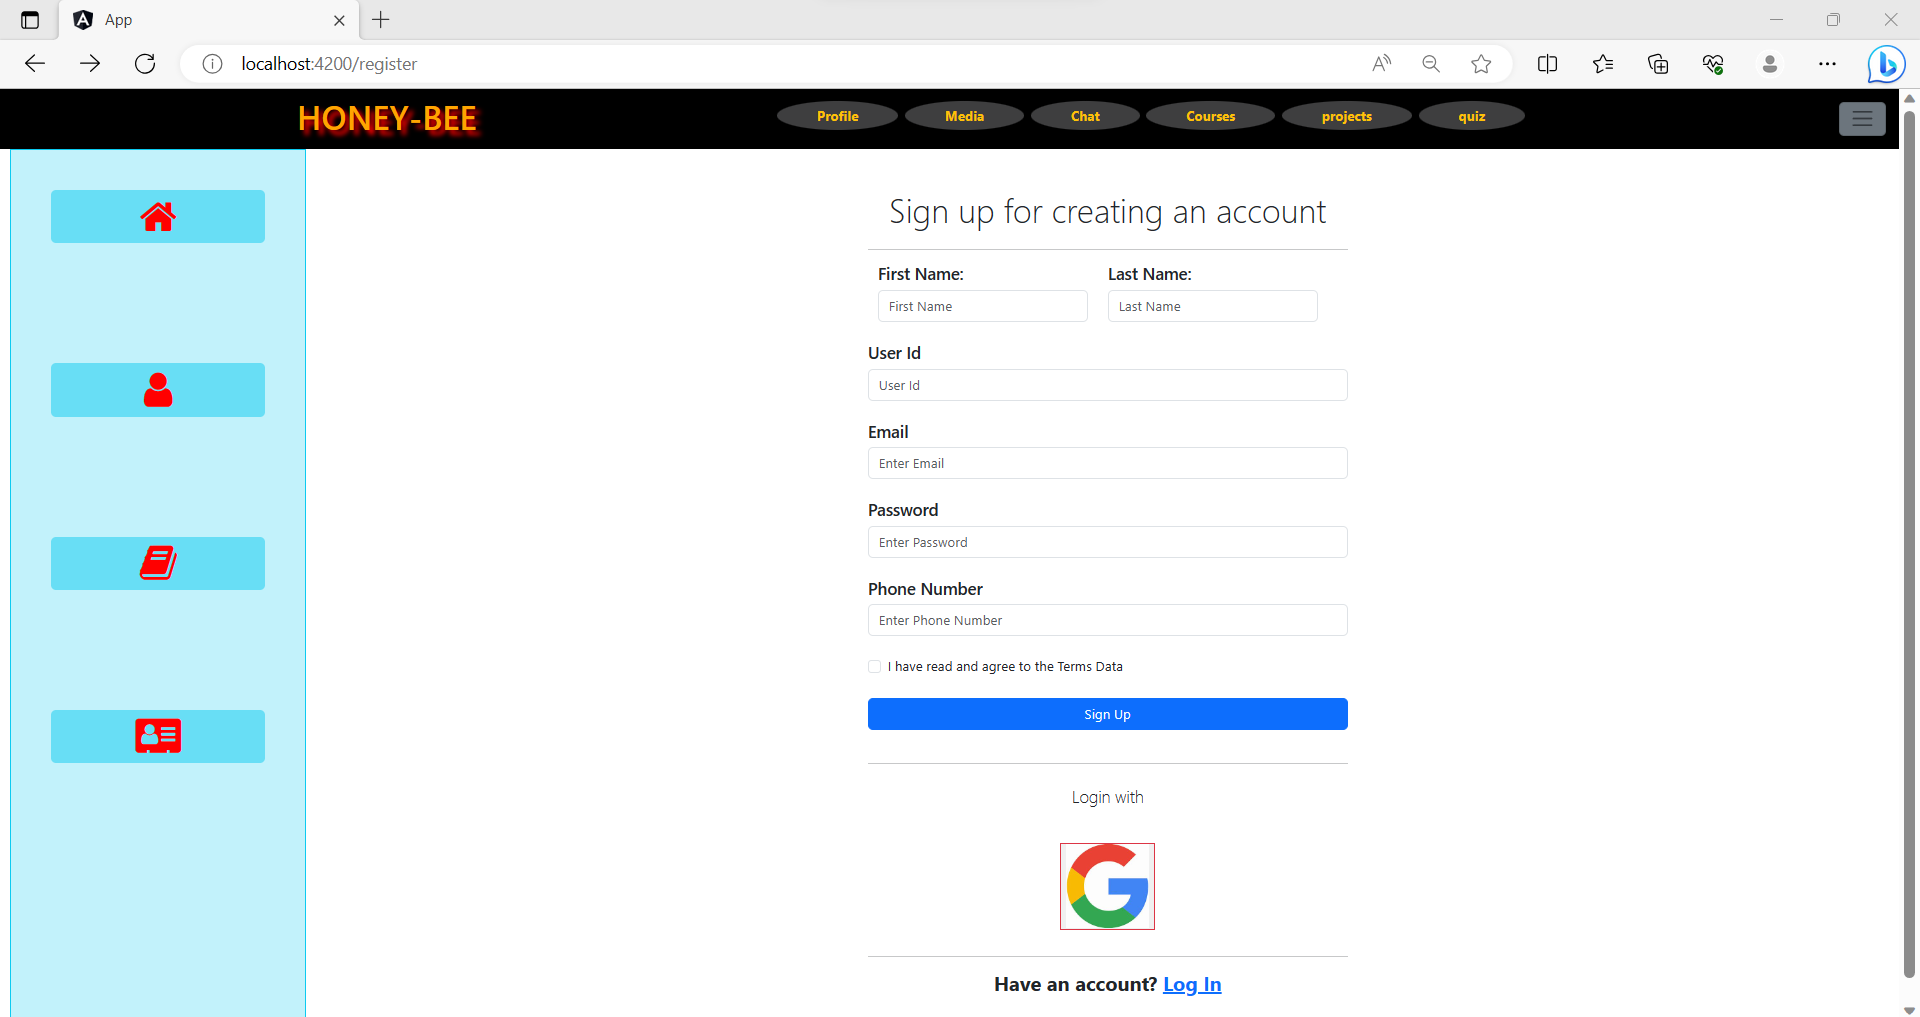 App
localhost:4200/register
HONEY-BEE
Profile
Media
Chat
Courses
projects
quiz
Sign up for creating an account
First Name:
Last Name:
First Name
Last Name
User Id
User Id
Email
Enter Email
Password
Enter Password
Phone Number
Enter Phone Number
I have read and agree to the Terms Data
Sign Up
Login with
Have an account? Log In